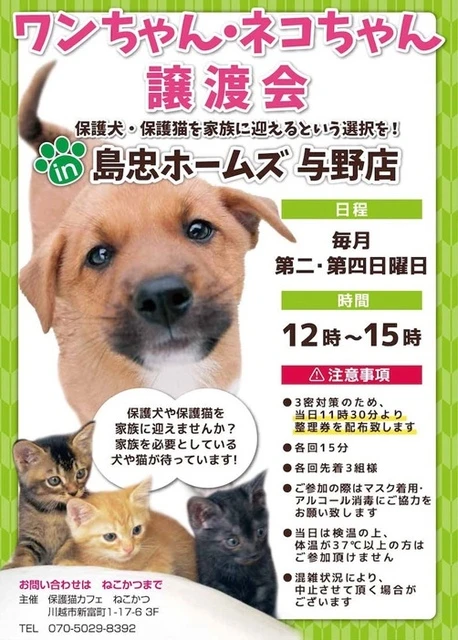 ワンちゃん・ネコちゃん
譲渡会
保護犬・保護猫を家族に迎えるという選択を!
in 島忠ホームズ 与野店
日程
毎月
第二・第四日曜日
時間
12時～15時
⚠注意事項
●3密対策のため、
当日11時30分より
整理券を配布致します
●各回15分
●各回先着3組様
●ご参加の際はマスク着用・
アルコール消毒にご協力を
お願い致します
●当日は検温の上、
体温が37℃以上の方は
ご参加頂けません
●混雑状況により、
中止させて頂く場合が
ございます
保護犬や保護猫を
家族に迎えませんか?
家族を必要としている
犬や猫が待っています!
お問い合わせは ねこかつまで
主催 保護猫カフェ ねこかつ
川越市新富町1-17-6 3F
TEL 070-5029-8392